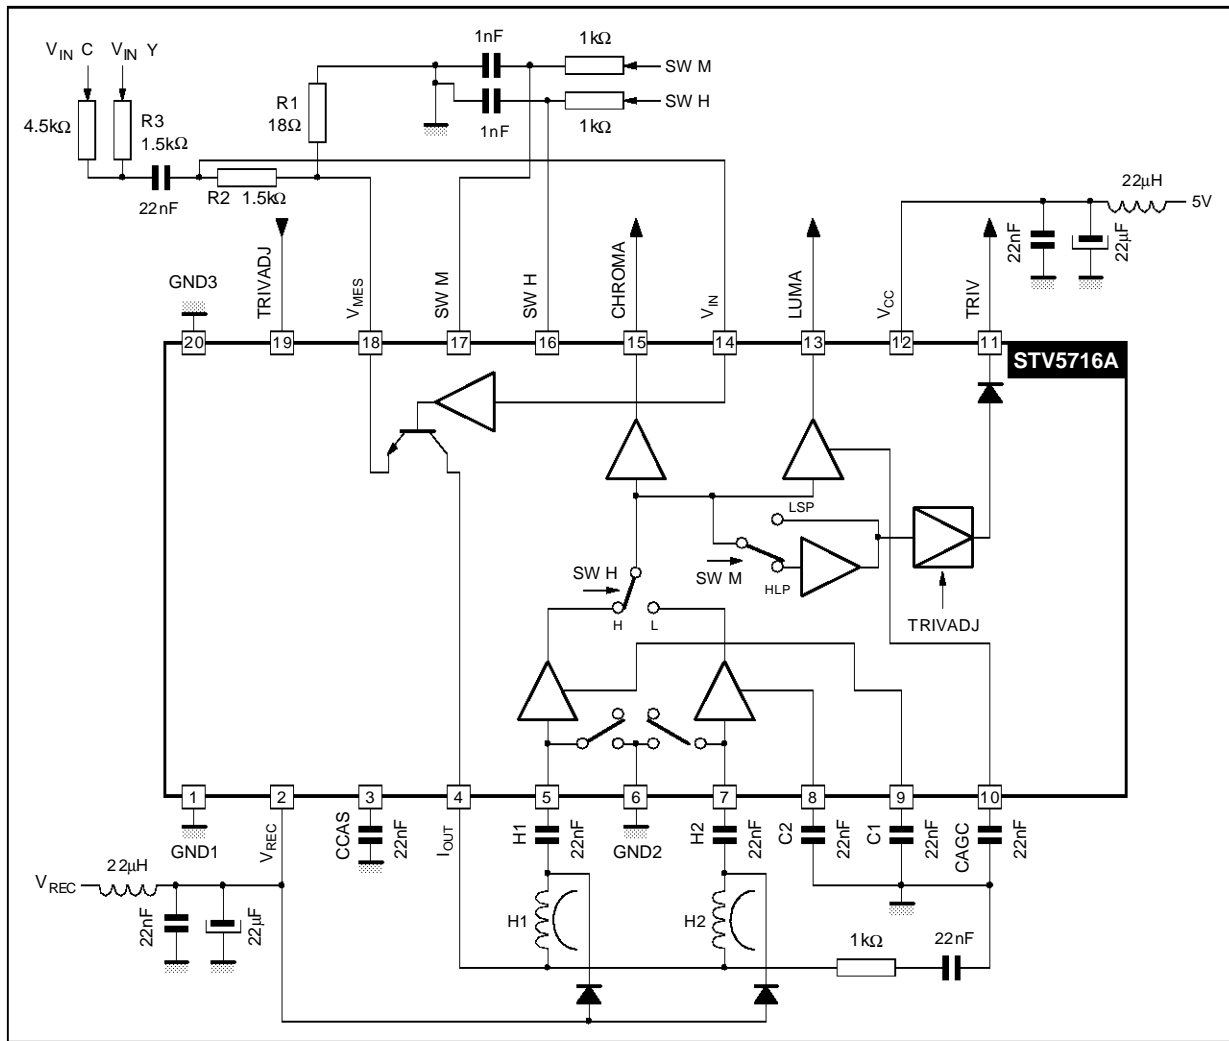 V_IN C
V_IN Y
4.5kΩ
R3
1.5kΩ
22nF
R2
1.5kΩ
R1
18Ω
1nF
1nF
1kΩ
1kΩ
SW M
SW H
22µH
5V
22nF
22µF
GND3
TRIVADJ
V_MES
SW M
SW H
CHROMA
V_IN
LUMA
V_CC
TRIV
20
19
18
17
16
15
14
13
12
11
STV5716A
LSP
SW M
HLP
SW H
H
L
TRIVADJ
1
2
3
4
5
6
7
8
9
10
GND1
V_REC
CCAS
22nF
I_OUT
H1
22nF
GND2
H2
22nF
C2
22nF
C1
22nF
CAGC
22nF
V_REC
22µH
22nF
22µF
H1
H2
1kΩ
22nF